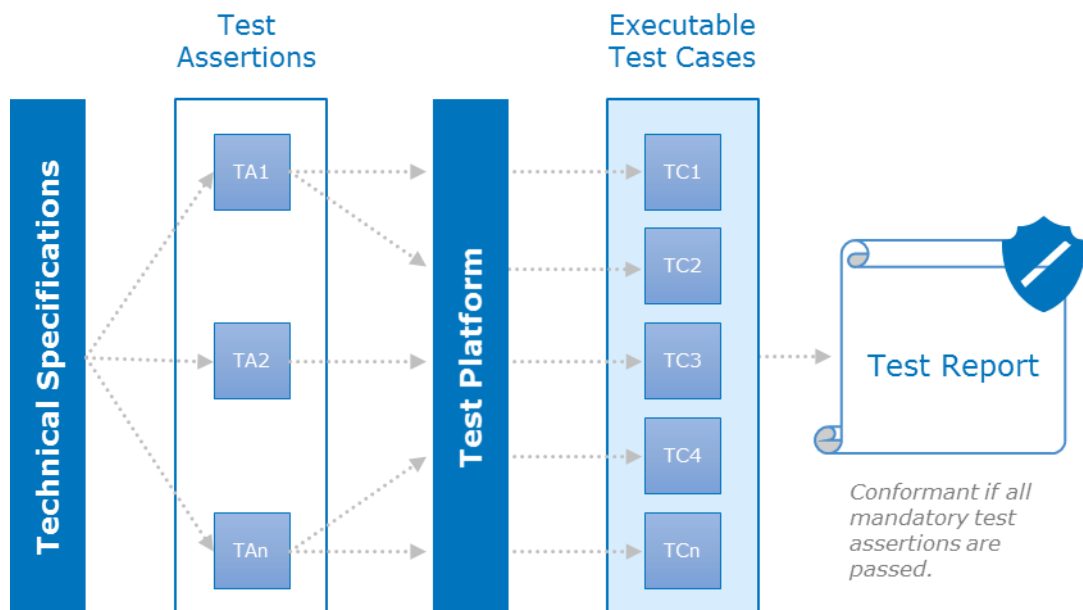 Test
Assertions
Executable
Test Cases
Technical Specifications
TA1
TA2
TAn
Test Platform
TC1
TC2
TC3
TC4
TCn
Test Report
Conformant if all
mandatory test
assertions are
passed.